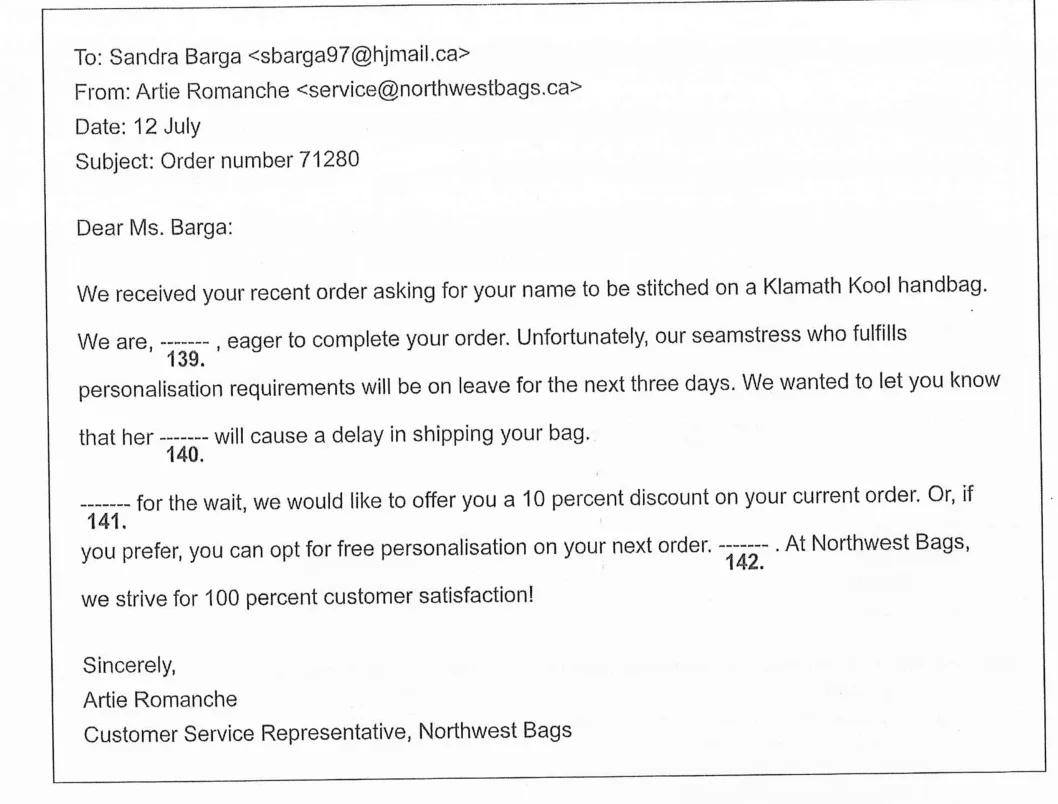 To: Sandra Barga <sbarga97@hjmail.ca>
From: Artie Romanche <service@northwestbags.ca>
Date: 12 July
Subject: Order number 71280
Dear Ms. Barga:
We received your recent order asking for your name to be stitched on a Klamath Kool handbag.
We are, ------- , eager to complete your order. Unfortunately, our seamstress who fulfills
139.
personalisation requirements will be on leave for the next three days. We wanted to let you know
that her ------- will cause a delay in shipping your bag.
140.
------- for the wait, we would like to offer you a 10 percent discount on your current order. Or, if
141.
you prefer, you can opt for free personalisation on your next order. ------- . At Northwest Bags,
142.
we strive for 100 percent customer satisfaction!
Sincerely,
Artie Romanche
Customer Service Representative, Northwest Bags